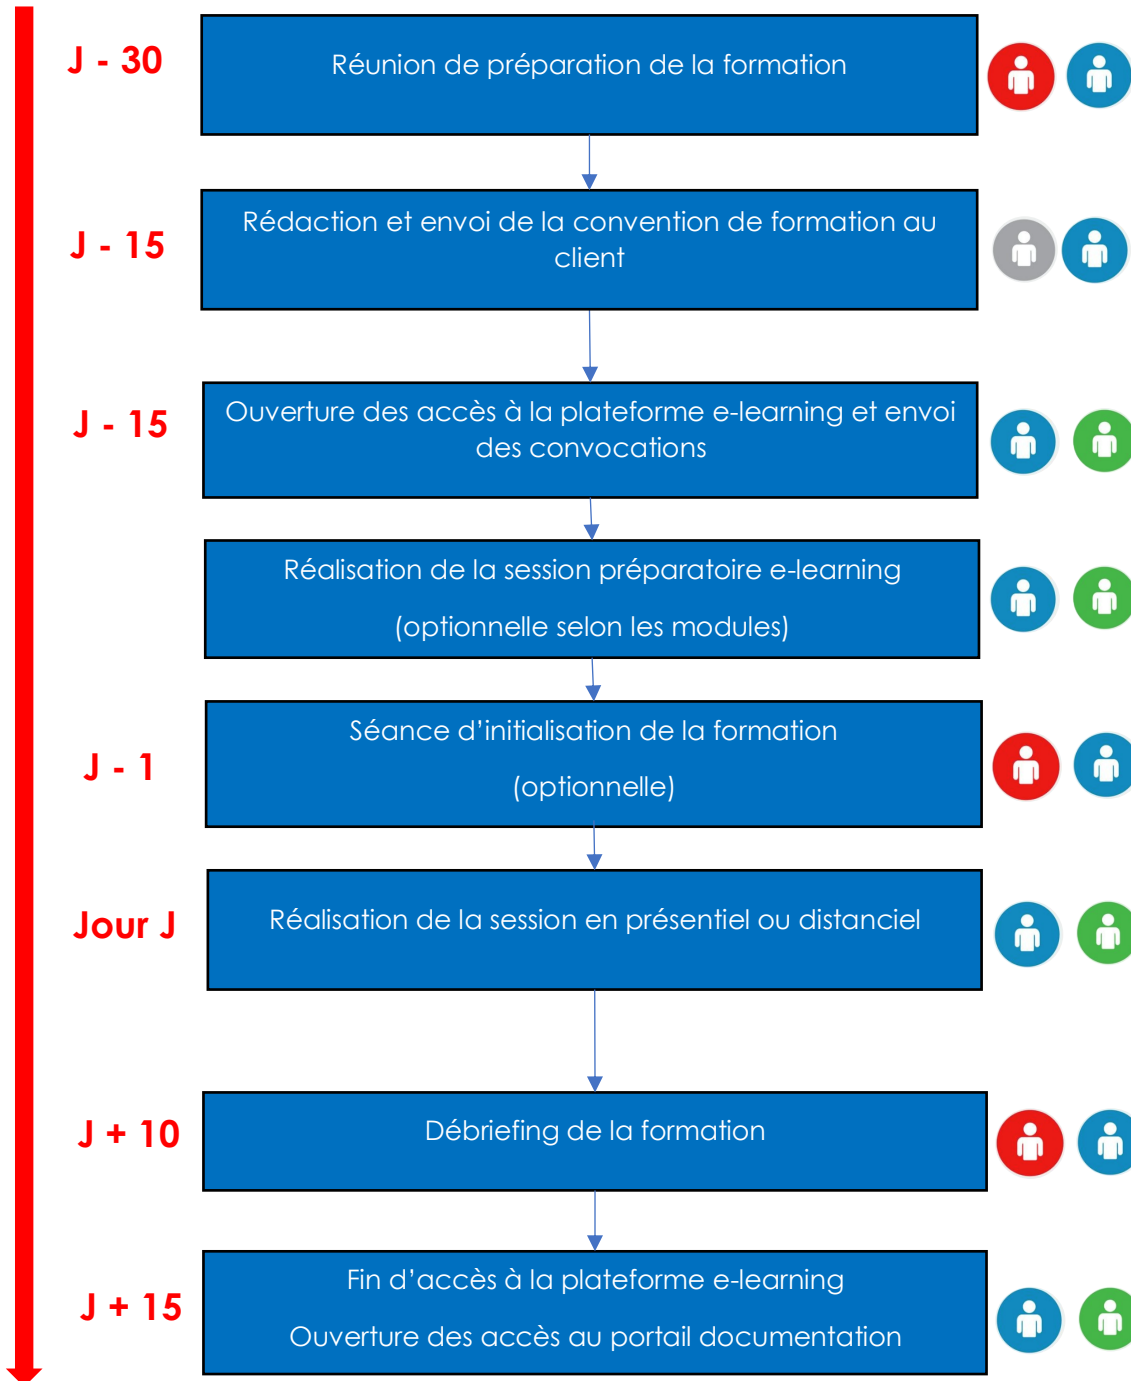 J - 30
Réunion de préparation de la formation
J - 15
Rédaction et envoi de la convention de formation au
client
J - 15
Ouverture des accès à la plateforme e-learning et envoi
des convocations
Réalisation de la session préparatoire e-learning
(optionnelle selon les modules)
J - 1
Séance d’initialisation de la formation
(optionnelle)
Jour J
Réalisation de la session en présentiel ou distanciel
J + 10
Débriefing de la formation
J + 15
Fin d’accès à la plateforme e-learning
Ouverture des accès au portail documentation